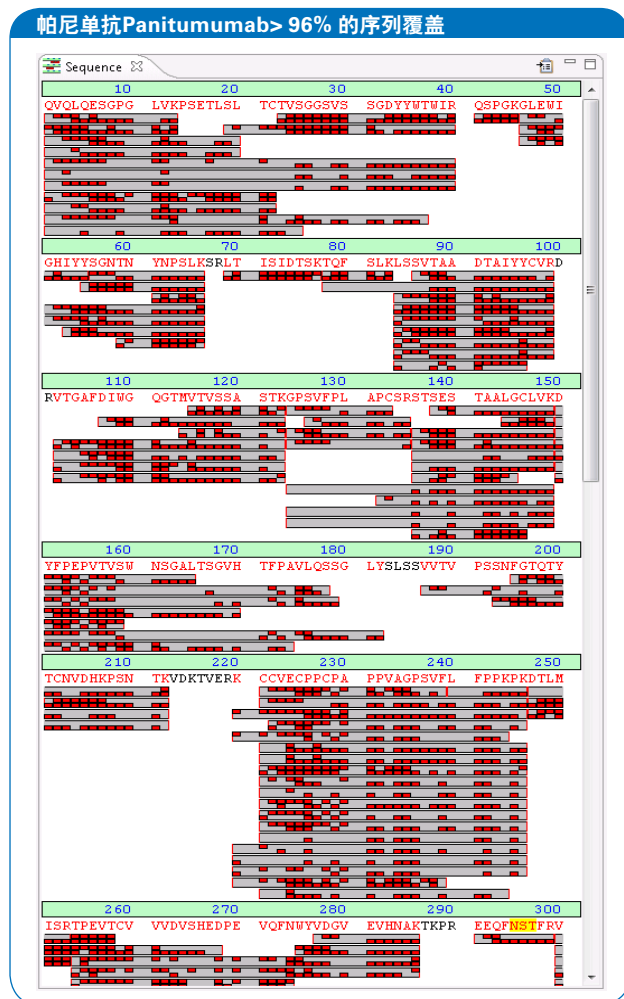 帕尼单抗Panitumumab> 96% 的序列覆盖
Sequence
10 20 30 40 50
QVQLQESGPG LVKPSETLSL TCTVSGGSVS SGDYYWTWIR QSPGKGLEWI
60 70 80 90 100
GHIYYSGNTN YNPSLKSRLT ISIDTSKTQF SLKLSSVTAA DTAIYYCVRD
110 120 130 140 150
RVTGAFDIWG QGTMVTVSSA STKGPSVFPL APCSRSTSES TAALGCLVKD
160 170 180 190 200
YFPEPVTVSW NSGALTSGVH TFPAVLQSSG LYSLSSVVTV PSSNFGTQTY
210 220 230 240 250
TCNVDHKPSN TKVDKTVERK CCVECPPCPA PPVAGPSVFL FPPKPKDTLM
260 270 280 290 300
ISRTPEVTCV VVDVSHEDPE VQFNWYVDGV EVHNAKTKPR EEQFNSTFRV